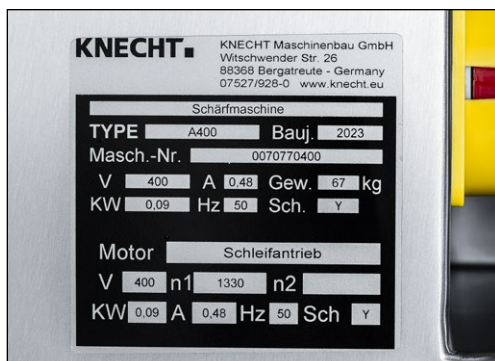 KNECHT
KNECHT Maschinenbau GmbH
Witschwender Str. 26
88368 Bergatreute - Germany
07527/928-0 www.knecht.eu
Schärfmaschine
TYPE A400 Bauj. 2023
Masch.-Nr. 0070770400
V 400 A 0,48 Gew. 67 kg
KW 0,09 Hz 50 Sch. Y
Motor Schleifantrieb
V 400 n1 1330 n2
KW 0,09 A 0,48 Hz 50 Sch Y